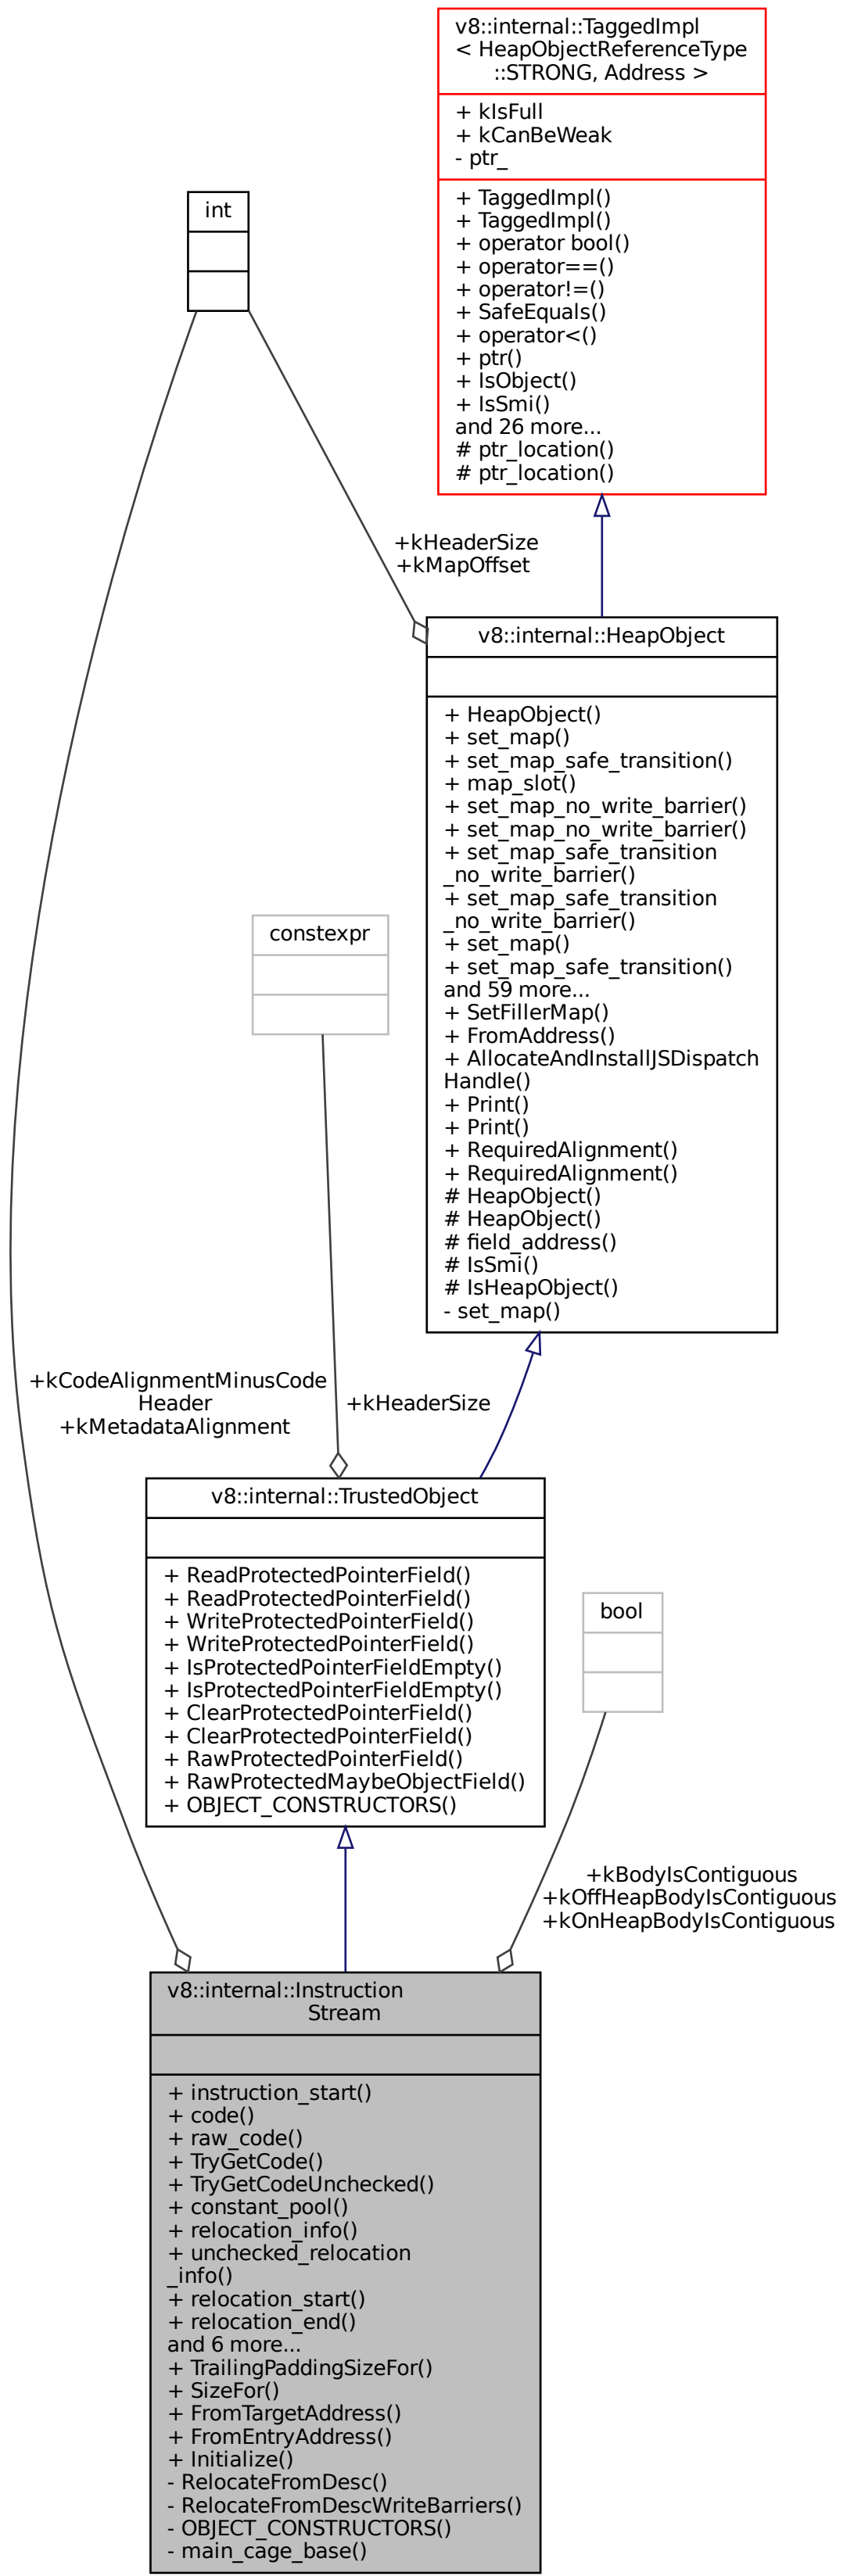 v8::internal::TaggedImpl
< HeapObjectReferenceType
::STRONG, Address >
+ kIsFull
+ kCanBeWeak
- ptr_
+ TaggedImpl()
+ TaggedImpl()
+ operator bool()
+ operator==()
+ operator!=()
+ SafeEquals()
+ operator<()
+ ptr()
+ IsObject()
+ IsSmi()
and 26 more...
# ptr_location()
# ptr_location()
int
+kHeaderSize
+kMapOffset
v8::internal::HeapObject
+ HeapObject()
+ set_map()
+ set_map_safe_transition()
+ map_slot()
+ set_map_no_write_barrier()
+ set_map_no_write_barrier()
+ set_map_safe_transition
_no_write_barrier()
+ set_map_safe_transition
_no_write_barrier()
+ set_map()
+ set_map_safe_transition()
and 59 more...
+ SetFillerMap()
+ FromAddress()
+ AllocateAndInstallJSDispatch
Handle()
+ Print()
+ Print()
+ RequiredAlignment()
+ RequiredAlignment()
# HeapObject()
# HeapObject()
# field_address()
# IsSmi()
# IsHeapObject()
- set_map()
constexpr
+kCodeAlignmentMinusCode
Header
+kMetadataAlignment
+kHeaderSize
v8::internal::TrustedObject
+ ReadProtectedPointerField()
+ ReadProtectedPointerField()
+ WriteProtectedPointerField()
+ WriteProtectedPointerField()
+ IsProtectedPointerFieldEmpty()
+ IsProtectedPointerFieldEmpty()
+ ClearProtectedPointerField()
+ ClearProtectedPointerField()
+ RawProtectedPointerField()
+ RawProtectedMaybeObjectField()
+ OBJECT_CONSTRUCTORS()
bool
+kBodyIsContiguous
+kOffHeapBodyIsContiguous
+kOnHeapBodyIsContiguous
v8::internal::Instruction
Stream
+ instruction_start()
+ code()
+ raw_code()
+ TryGetCode()
+ TryGetCodeUnchecked()
+ constant_pool()
+ relocation_info()
+ unchecked_relocation
_info()
+ relocation_start()
+ relocation_end()
and 6 more...
+ TrailingPaddingSizeFor()
+ SizeFor()
+ FromTargetAddress()
+ FromEntryAddress()
+ Initialize()
- RelocateFromDesc()
- RelocateFromDescWriteBarriers()
- OBJECT_CONSTRUCTORS()
- main_cage_base()